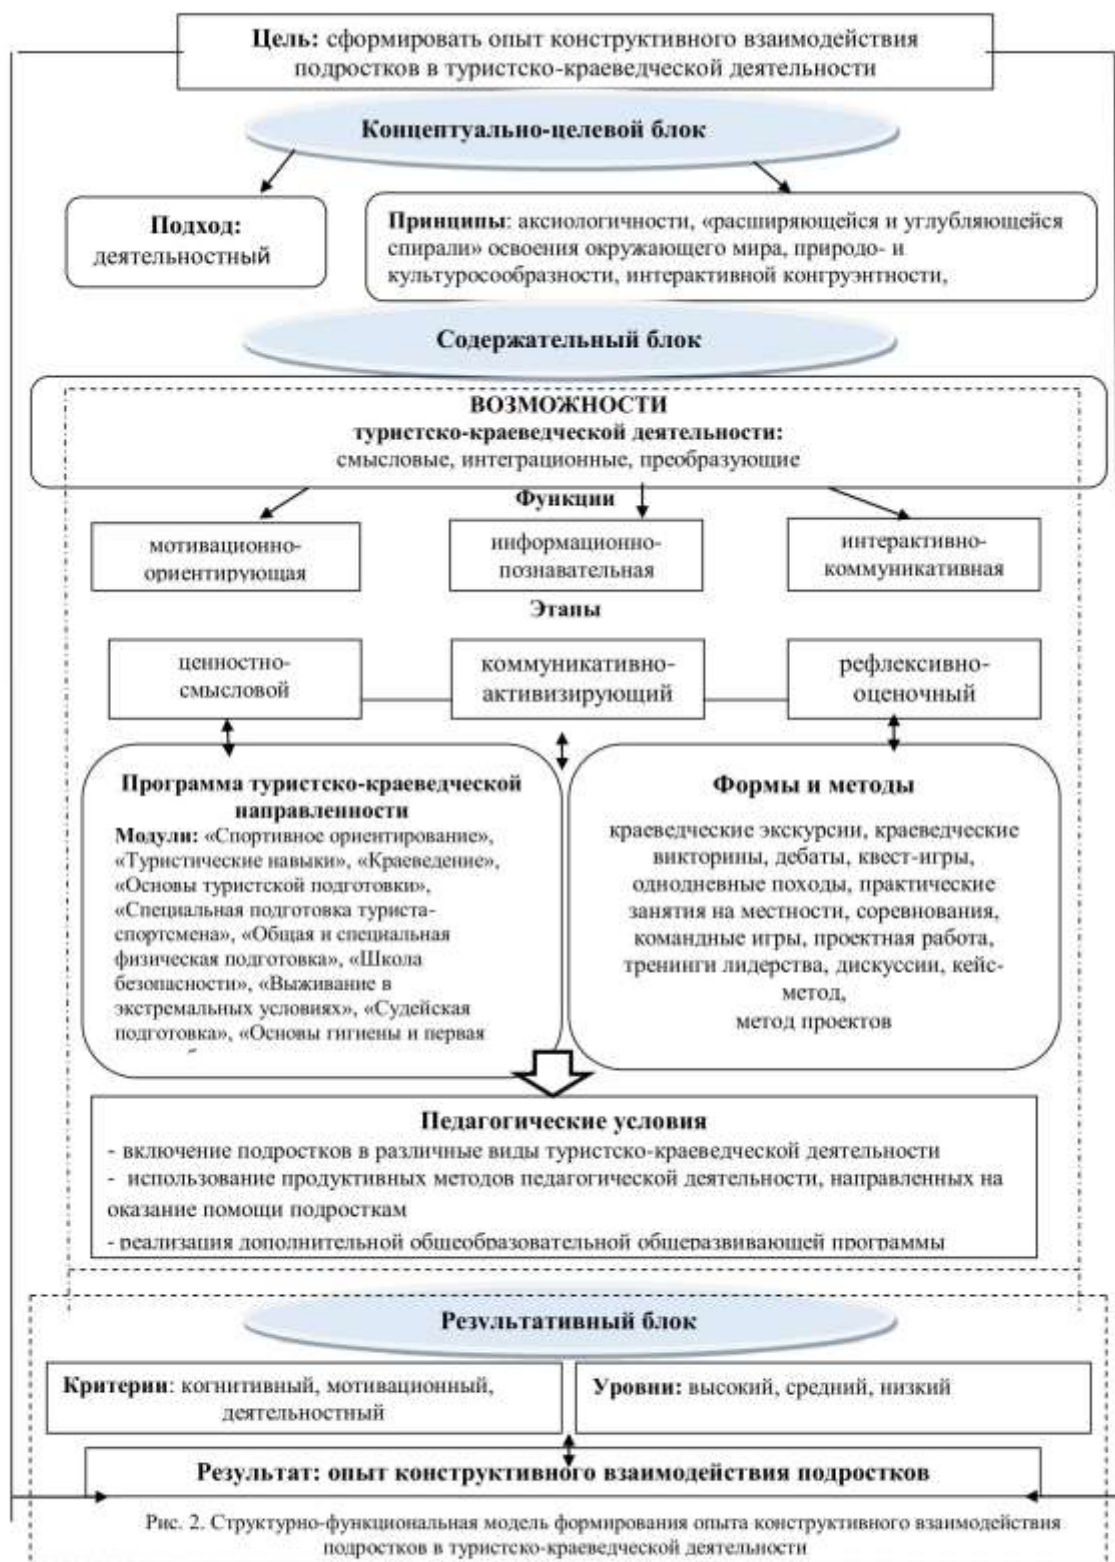 Цель: сформировать опыт конструктивного взаимодействия
подростков в туристско-краеведческой деятельности
Концептуально-целевой блок
Подход:
деятельностный
Принципы: аксиологичности, «расширяющейся и углубляющейся
спирали» освоения окружающего мира, природо- и
культуросообразности, интерактивной конгруэнтности,
Содержательный блок
ВОЗМОЖНОСТИ
туристско-краеведческой деятельности:
смысловые, интеграционные, преобразующие
Функции
мотивационно-
ориентирующая
информационно-
познавательная
интерактивно-
коммуникативная
Этапы
ценностно-
смысловой
коммуникативно-
активизирующий
рефлексивно-
оценочный
Программа туристско-краеведческой
направленности
Модули: «Спортивное ориентирование»,
«Туристические навыки», «Краеведение»,
«Основы туристской подготовки»,
«Специальная подготовка туриста-
спортсмена», «Общая и специальная
физическая подготовка», «Школа
безопасности», «Выживание в
экстремальных условиях», «Судейская
подготовка», «Основы гигиены и первая
Формы и методы
краеведческие экскурсии, краеведческие
викторины, дебаты, квест-игры,
однодневные походы, практические
занятия на местности, соревнования,
командные игры, проектная работа,
тренинги лидерства, дискуссии, кейс-
метод,
метод проектов
Педагогические условия
- включение подростков в различные виды туристско-краеведческой деятельности
- использование продуктивных методов педагогической деятельности, направленных на
оказание помощи подросткам
- реализация дополнительной общеобразовательной общеразвивающей программы
Результативный блок
Критерии: когнитивный, мотивационный,
деятельностный
Уровни: высокий, средний, низкий
Результат: опыт конструктивного взаимодействия подростков
Рис. 2. Структурно-функциональная модель формирования опыта конструктивного взаимодействия
подростков в туристско-краеведческой деятельности